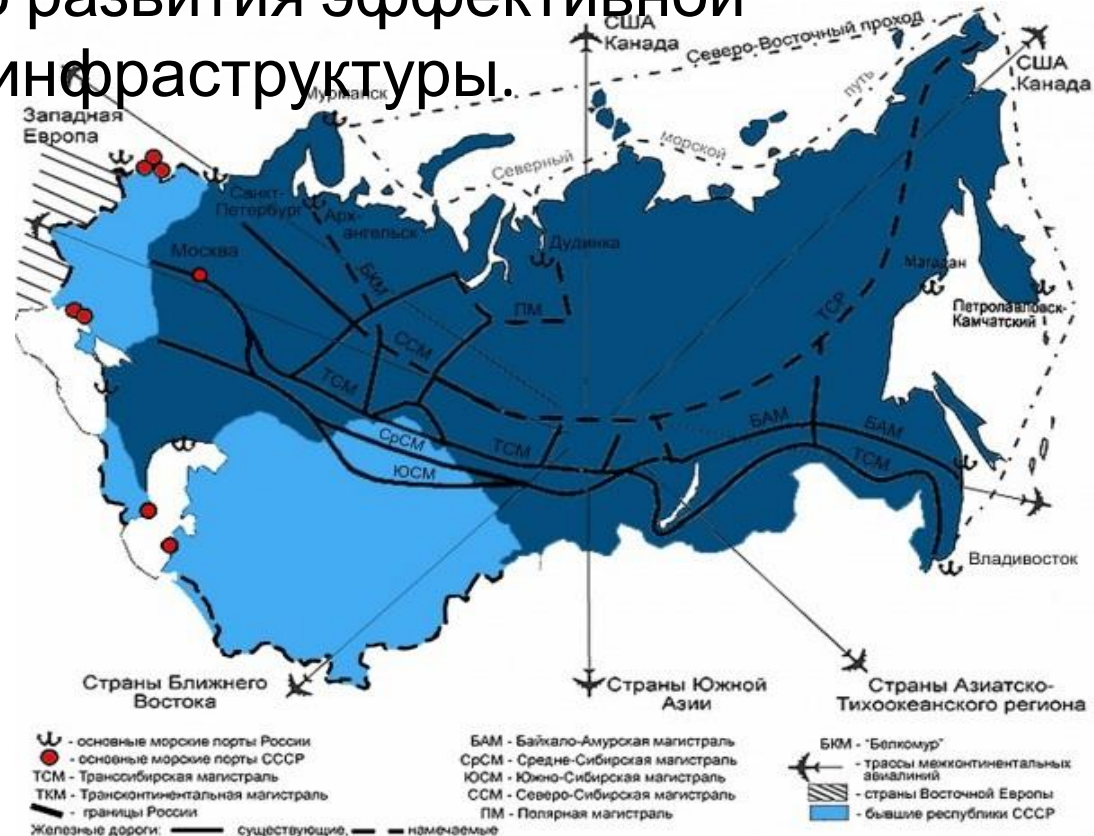 о развития эффективной
инфраструктуры.
США
Канада
Северо-Восточный проход
США
Канада
Мурманск
путь
Западная
Европа
морской
Северный
Санкт-
Петербург
Арх-
ангельск
Москва
Дудинка
БКМ
Магадан
ПМ
ТСР
Петропавловск-
Камчатский
ССМ
ТСМ
БАМ
БАМ
СрСМ
ТСМ
ТСМ
ЮСМ
Владивосток
Страны Ближнего
Востока
Страны Южной
Азии
Страны Азиатско-
Тихоокеанского региона
- основные морские порты России
- основные морские порты СССР
ТСМ - Транссибирская магистраль
ТКМ - Трансконтинентальная магистраль
- границы России
Железные дороги: существующие, намечаемые
БАМ - Байкало-Амурская магистраль
СрСМ - Средне-Сибирская магистраль
ЮСМ - Южно-Сибирская магистраль
ССМ - Северо-Сибирская магистраль
ПМ - Полярная магистраль
БКМ - "Белкомур"
- трассы межконтинентальных
авиалиний
- страны Восточной Европы
- бывшие республики СССР